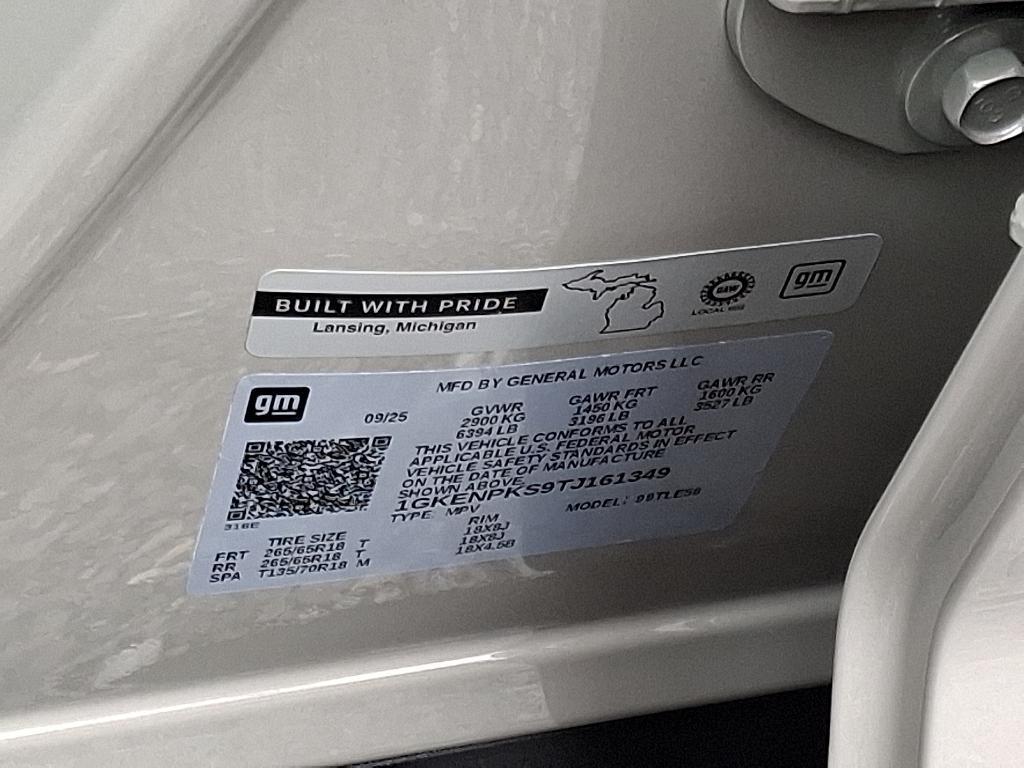 BUILT WITH PRIDE
Lansing, Michigan
UAW
LOCAL
gm
gm
MFD BY GENERAL MOTORS LLC
09/25
GVWR GAWR FRT GAWR RR
2900 KG 1450 KG 1600 KG
6394 LB 3196 LB 3527 LB
THIS VEHICLE CONFORMS TO ALL
APPLICABLE U.S. FEDERAL MOTOR
VEHICLE SAFETY STANDARDS IN EFFECT
ON THE DATE OF MANUFACTURE
SHOWN ABOVE.
1GKENPKS9TJ161349
TYPE: MPV MODEL:
316E
TIRE SIZE RIM
FRT 265/65R18 T 18X8J
RR 265/65R18 T 18X8J
SPA T135/70R18 M 18X4.5B